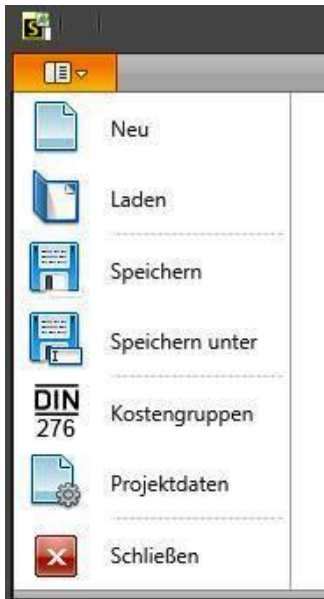 S
Neu
Laden
Speichern
Speichern unter
DIN
276
Kostengruppen
Projektdaten
Schließen